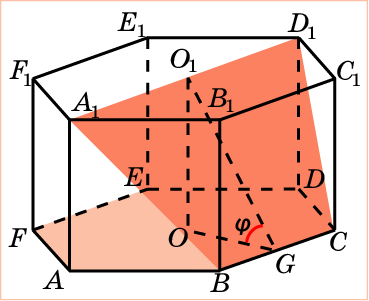 E₁ D₁
O₁
F₁ C₁
A₁ B₁
E D
φ
F O C
G
A B